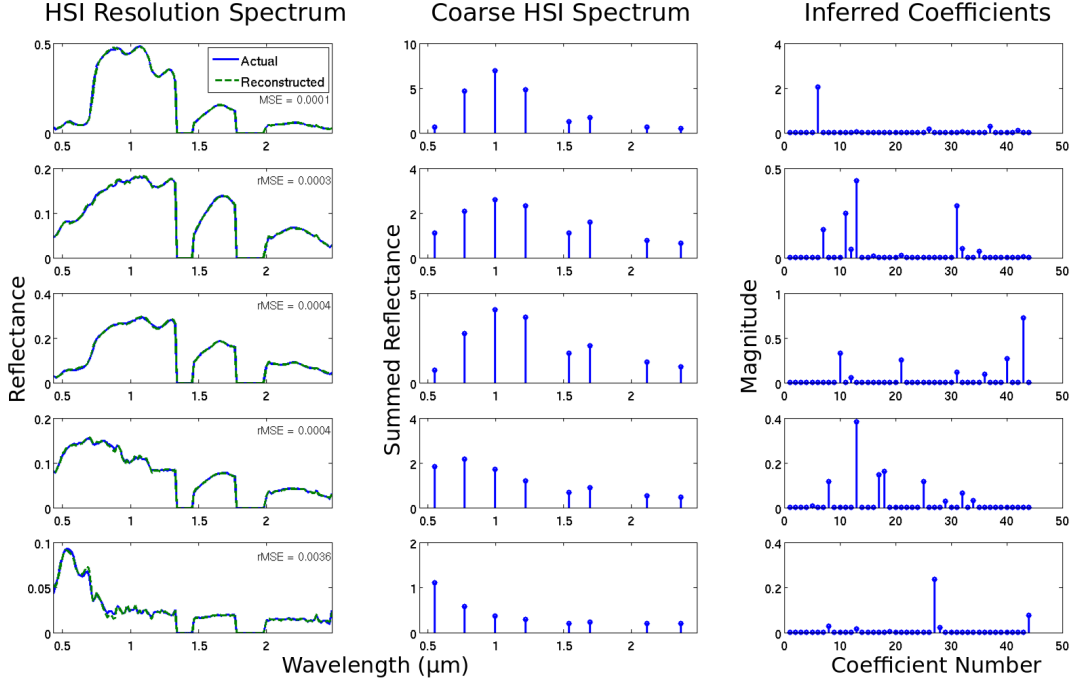 HSI Resolution Spectrum
Coarse HSI Spectrum
Inferred Coefficients
0.5
0
0.5 1 1.5 2
Actual
Reconstructed
MSE = 0.0001
10
5
0
0.5 1 1.5 2
4
2
0
0 10 20 30 40 50
0.2
0.1
0
0.5 1 1.5 2
rMSE = 0.0003
4
2
0
0.5 1 1.5 2
0.5
0
0 10 20 30 40 50
0.4
0.2
0
0.5 1 1.5 2
rMSE = 0.0004
5
0
0.5 1 1.5 2
1
0.5
0
0 10 20 30 40 50
0.2
0.1
0
0.5 1 1.5 2
rMSE = 0.0004
4
2
0
0.5 1 1.5 2
0.4
0.2
0
0 10 20 30 40 50
0.1
0.05
0
0.5 1 1.5 2
rMSE = 0.0036
2
1
0
0.5 1 1.5 2
0.4
0.2
0
0 10 20 30 40 50
Reflectance
Summed Reflectance
Magnitude
Wavelength (μm)
Coefficient Number